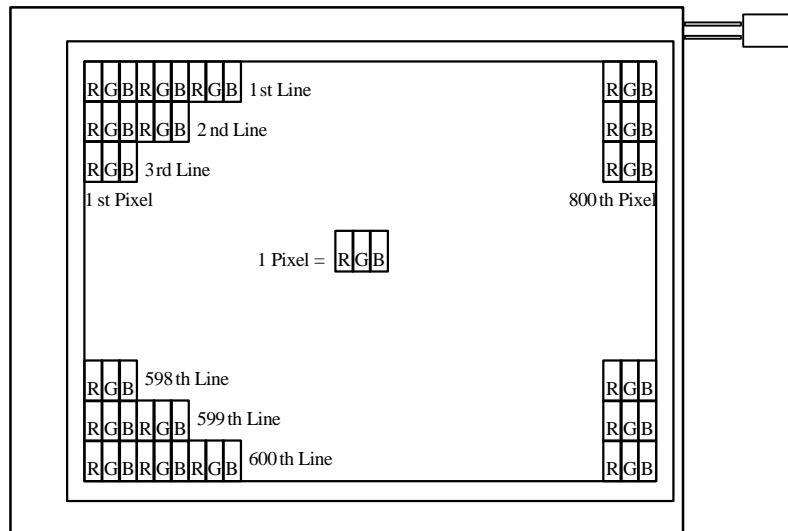 RGBRGBRGB 1st Line RGB
RGBRGB 2nd Line RGB
RGB 3rd Line RGB
1st Pixel 800th Pixel
1 Pixel = RGB
RGB 598th Line RGB
RGBRGB 599th Line RGB
RGBRGBRGB 600th Line RGB